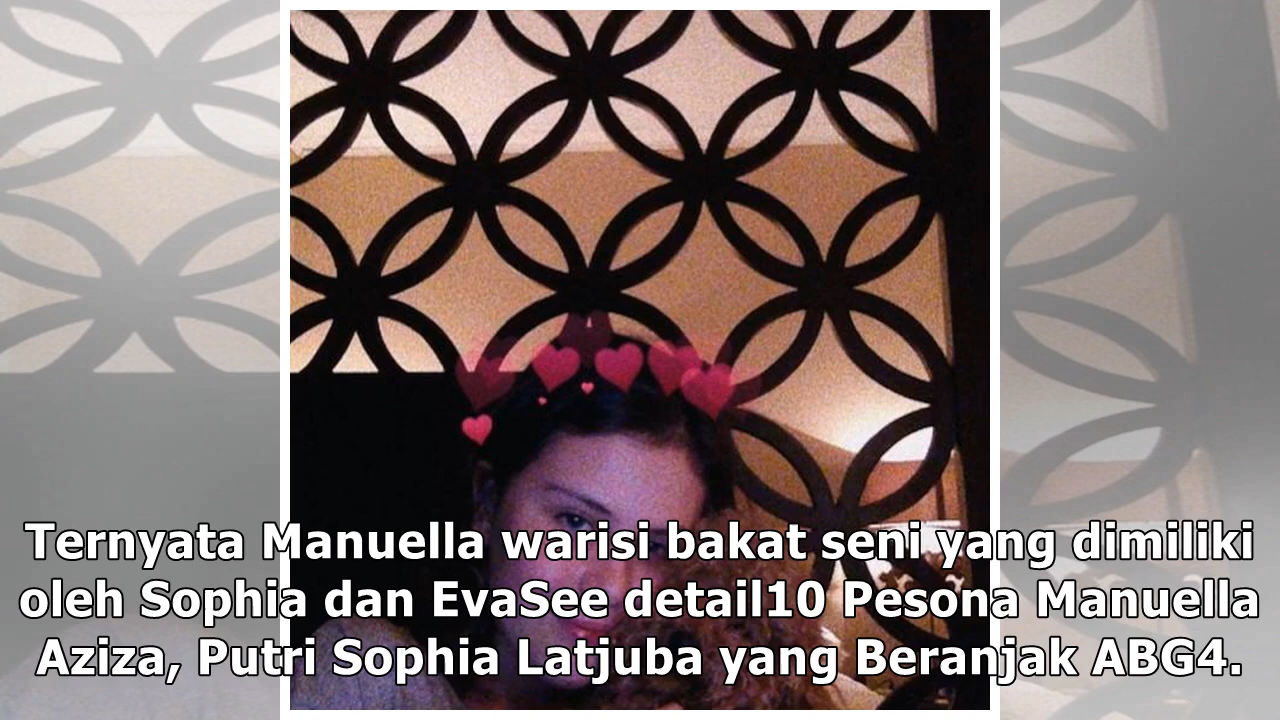 Ternyata Manuella warisi bakat seni yang dimiliki
oleh Sophia dan EvaSee detail10 Pesona Manuella
Aziza, Putri Sophia Latjuba yang Beranjak ABG4.